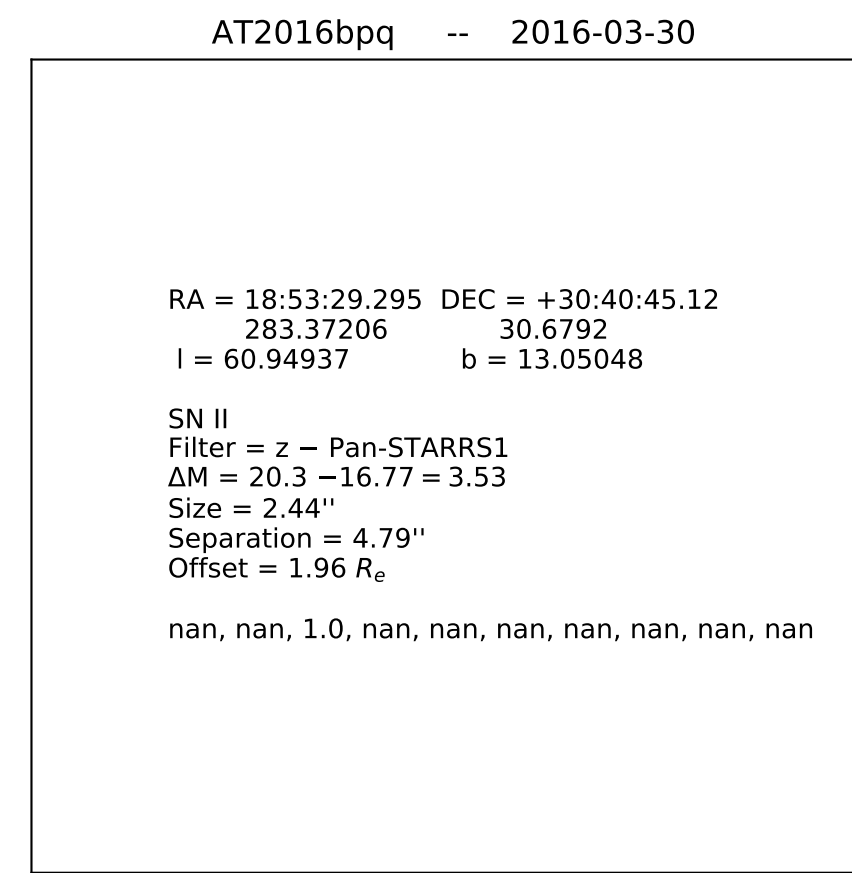 AT2016bpq -- 2016-03-30
RA = 18:53:29.295 DEC = +30:40:45.12
283.37206 30.6792
l = 60.94937 b = 13.05048
SN II
Filter = z − Pan-STARRS1
ΔM = 20.3 −16.77 = 3.53
Size = 2.44''
Separation = 4.79''
Offset = 1.96 Rₑ
nan, nan, 1.0, nan, nan, nan, nan, nan, nan, nan